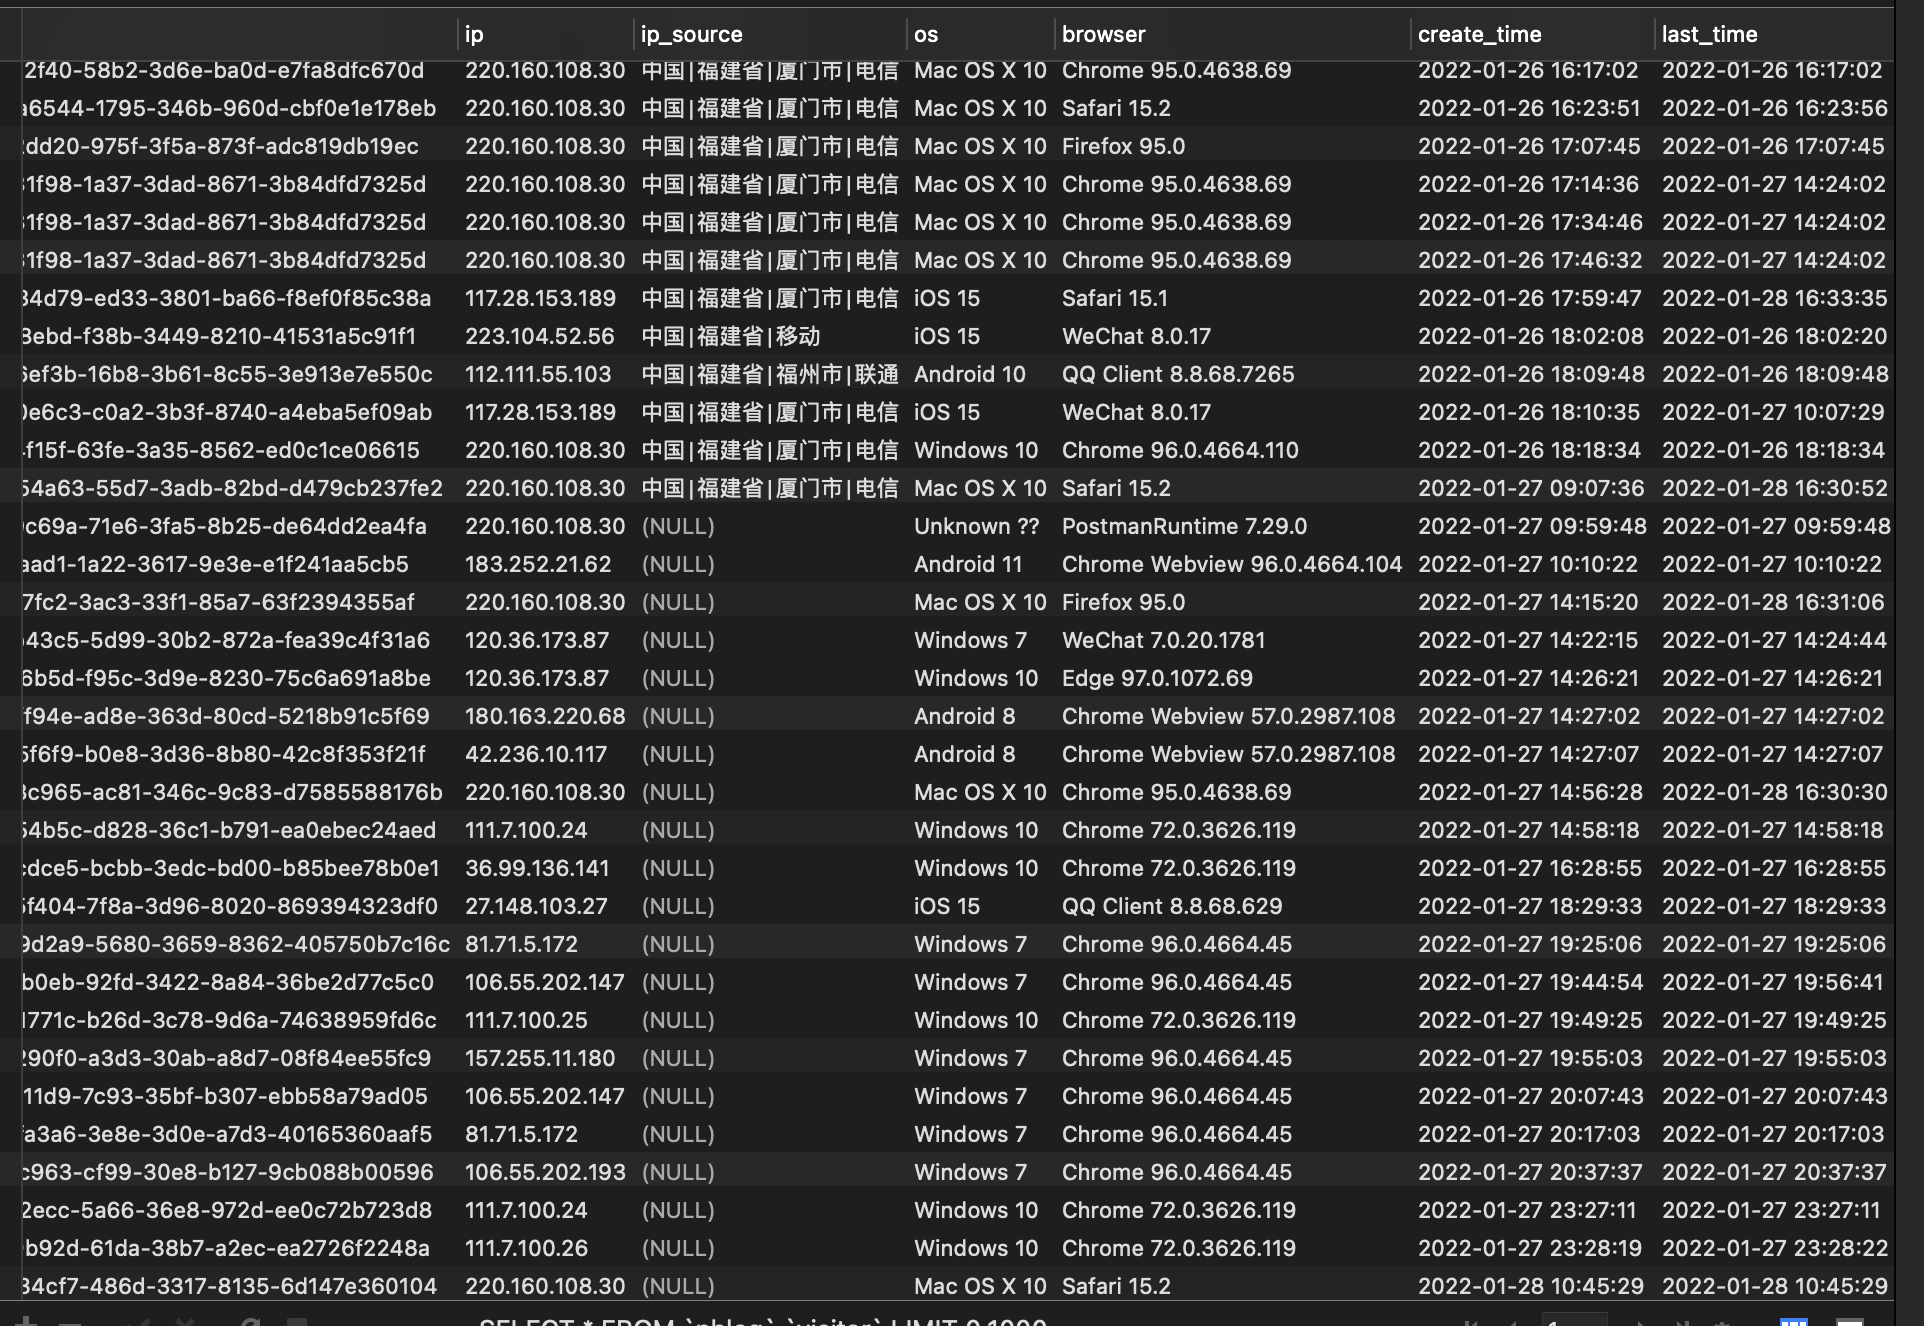 ip ip_source os browser create_time last_time
2f40-58b2-3d6e-ba0d-e7fa8dfc670d 220.160.108.30 中国|福建省|厦门市|电信 Mac OS X 10 Chrome 95.0.4638.69 2022-01-26 16:17:02 2022-01-26 16:17:02
a6544-1795-346b-960d-cbf0e1e178eb 220.160.108.30 中国|福建省|厦门市|电信 Mac OS X 10 Safari 15.2 2022-01-26 16:23:51 2022-01-26 16:23:56
dd20-975f-3f5a-873f-adc819db19ec 220.160.108.30 中国|福建省|厦门市|电信 Mac OS X 10 Firefox 95.0 2022-01-26 17:07:45 2022-01-26 17:07:45
1f98-1a37-3dad-8671-3b84dfd7325d 220.160.108.30 中国|福建省|厦门市|电信 Mac OS X 10 Chrome 95.0.4638.69 2022-01-26 17:14:36 2022-01-27 14:24:02
1f98-1a37-3dad-8671-3b84dfd7325d 220.160.108.30 中国|福建省|厦门市|电信 Mac OS X 10 Chrome 95.0.4638.69 2022-01-26 17:34:46 2022-01-27 14:24:02
1f98-1a37-3dad-8671-3b84dfd7325d 220.160.108.30 中国|福建省|厦门市|电信 Mac OS X 10 Chrome 95.0.4638.69 2022-01-26 17:46:32 2022-01-27 14:24:02
34d79-ed33-3801-ba66-f8ef0f85c38a 117.28.153.189 中国|福建省|厦门市|电信 iOS 15 Safari 15.1 2022-01-26 17:59:47 2022-01-28 16:33:35
8ebd-f38b-3449-8210-41531a5c91f1 223.104.52.56 中国|福建省|移动 iOS 15 WeChat 8.0.17 2022-01-26 18:02:08 2022-01-26 18:02:20
6ef3b-16b8-3b61-8c55-3e913e7e550c 112.111.55.103 中国|福建省|福州市|联通 Android 10 QQ Client 8.8.68.7265 2022-01-26 18:09:48 2022-01-26 18:09:48
e6c3-c0a2-3b3f-8740-a4eba5ef09ab 117.28.153.189 中国|福建省|厦门市|电信 iOS 15 WeChat 8.0.17 2022-01-26 18:10:35 2022-01-27 10:07:29
f15f-63fe-3a35-8562-ed0c1ce06615 220.160.108.30 中国|福建省|厦门市|电信 Windows 10 Chrome 96.0.4664.110 2022-01-26 18:18:34 2022-01-26 18:18:34
54a63-55d7-3adb-82bd-d479cb237fe2 220.160.108.30 中国|福建省|厦门市|电信 Mac OS X 10 Safari 15.2 2022-01-27 09:07:36 2022-01-28 16:30:52
c69a-71e6-3fa5-8b25-de64dd2ea4fa 220.160.108.30 (NULL) Unknown ?? PostmanRuntime 7.29.0 2022-01-27 09:59:48 2022-01-27 09:59:48
aad1-1a22-3617-9e3e-e1f241aa5cb5 183.252.21.62 (NULL) Android 11 Chrome Webview 96.0.4664.104 2022-01-27 10:10:22 2022-01-27 10:10:22
7fc2-3ac3-33f1-85a7-63f2394355af 220.160.108.30 (NULL) Mac OS X 10 Firefox 95.0 2022-01-27 14:15:20 2022-01-28 16:31:06
43c5-5d99-30b2-872a-fea39c4f31a6 120.36.173.87 (NULL) Windows 7 WeChat 7.0.20.1781 2022-01-27 14:22:15 2022-01-27 14:24:44
6b5d-f95c-3d9e-8230-75c6a691a8be 120.36.173.87 (NULL) Windows 10 Edge 97.0.1072.69 2022-01-27 14:26:21 2022-01-27 14:26:21
f94e-ad8e-363d-80cd-5218b91c5f69 180.163.220.68 (NULL) Android 8 Chrome Webview 57.0.2987.108 2022-01-27 14:27:02 2022-01-27 14:27:02
5f6f9-b0e8-3d36-8b80-42c8f353f21f 42.236.10.117 (NULL) Android 8 Chrome Webview 57.0.2987.108 2022-01-27 14:27:07 2022-01-27 14:27:07
c965-ac81-346c-9c83-d7585588176b 220.160.108.30 (NULL) Mac OS X 10 Chrome 95.0.4638.69 2022-01-27 14:56:28 2022-01-28 16:30:30
54b5c-d828-36c1-b791-ea0ebec24aed 111.7.100.24 (NULL) Windows 10 Chrome 72.0.3626.119 2022-01-27 14:58:18 2022-01-27 14:58:18
dce5-bcbb-3edc-bd00-b85bee78b0e1 36.99.136.141 (NULL) Windows 10 Chrome 72.0.3626.119 2022-01-27 16:28:55 2022-01-27 16:28:55
f404-7f8a-3d96-8020-869394323df0 27.148.103.27 (NULL) iOS 15 QQ Client 8.8.68.629 2022-01-27 18:29:33 2022-01-27 18:29:33
9d2a9-5680-3659-8362-405750b7c16c 81.71.5.172 (NULL) Windows 7 Chrome 96.0.4664.45 2022-01-27 19:25:06 2022-01-27 19:25:06
b0eb-92fd-3422-8a84-36be2d77c5c0 106.55.202.147 (NULL) Windows 7 Chrome 96.0.4664.45 2022-01-27 19:44:54 2022-01-27 19:56:41
771c-b26d-3c78-9d6a-74638959fd6c 111.7.100.25 (NULL) Windows 10 Chrome 72.0.3626.119 2022-01-27 19:49:25 2022-01-27 19:49:25
290f0-a3d3-30ab-a8d7-08f84ee55fc9 157.255.11.180 (NULL) Windows 7 Chrome 96.0.4664.45 2022-01-27 19:55:03 2022-01-27 19:55:03
11d9-7c93-35bf-b307-ebb58a79ad05 106.55.202.147 (NULL) Windows 7 Chrome 96.0.4664.45 2022-01-27 20:07:43 2022-01-27 20:07:43
a3a6-3e8e-3d0e-a7d3-40165360aaf5 81.71.5.172 (NULL) Windows 7 Chrome 96.0.4664.45 2022-01-27 20:17:03 2022-01-27 20:17:03
c963-cf99-30e8-b127-9cb088b00596 106.55.202.193 (NULL) Windows 7 Chrome 96.0.4664.45 2022-01-27 20:37:37 2022-01-27 20:37:37
2ecc-5a66-36e8-972d-ee0c72b723d8 111.7.100.24 (NULL) Windows 10 Chrome 72.0.3626.119 2022-01-27 23:27:11 2022-01-27 23:27:11
b92d-61da-38b7-a2ec-ea2726f2248a 111.7.100.26 (NULL) Windows 10 Chrome 72.0.3626.119 2022-01-27 23:28:19 2022-01-27 23:28:22
34cf7-486d-3317-8135-6d147e360104 220.160.108.30 (NULL) Mac OS X 10 Safari 15.2 2022-01-28 10:45:29 2022-01-28 10:45:29
SELECT * FROM LIMIT 0,1000